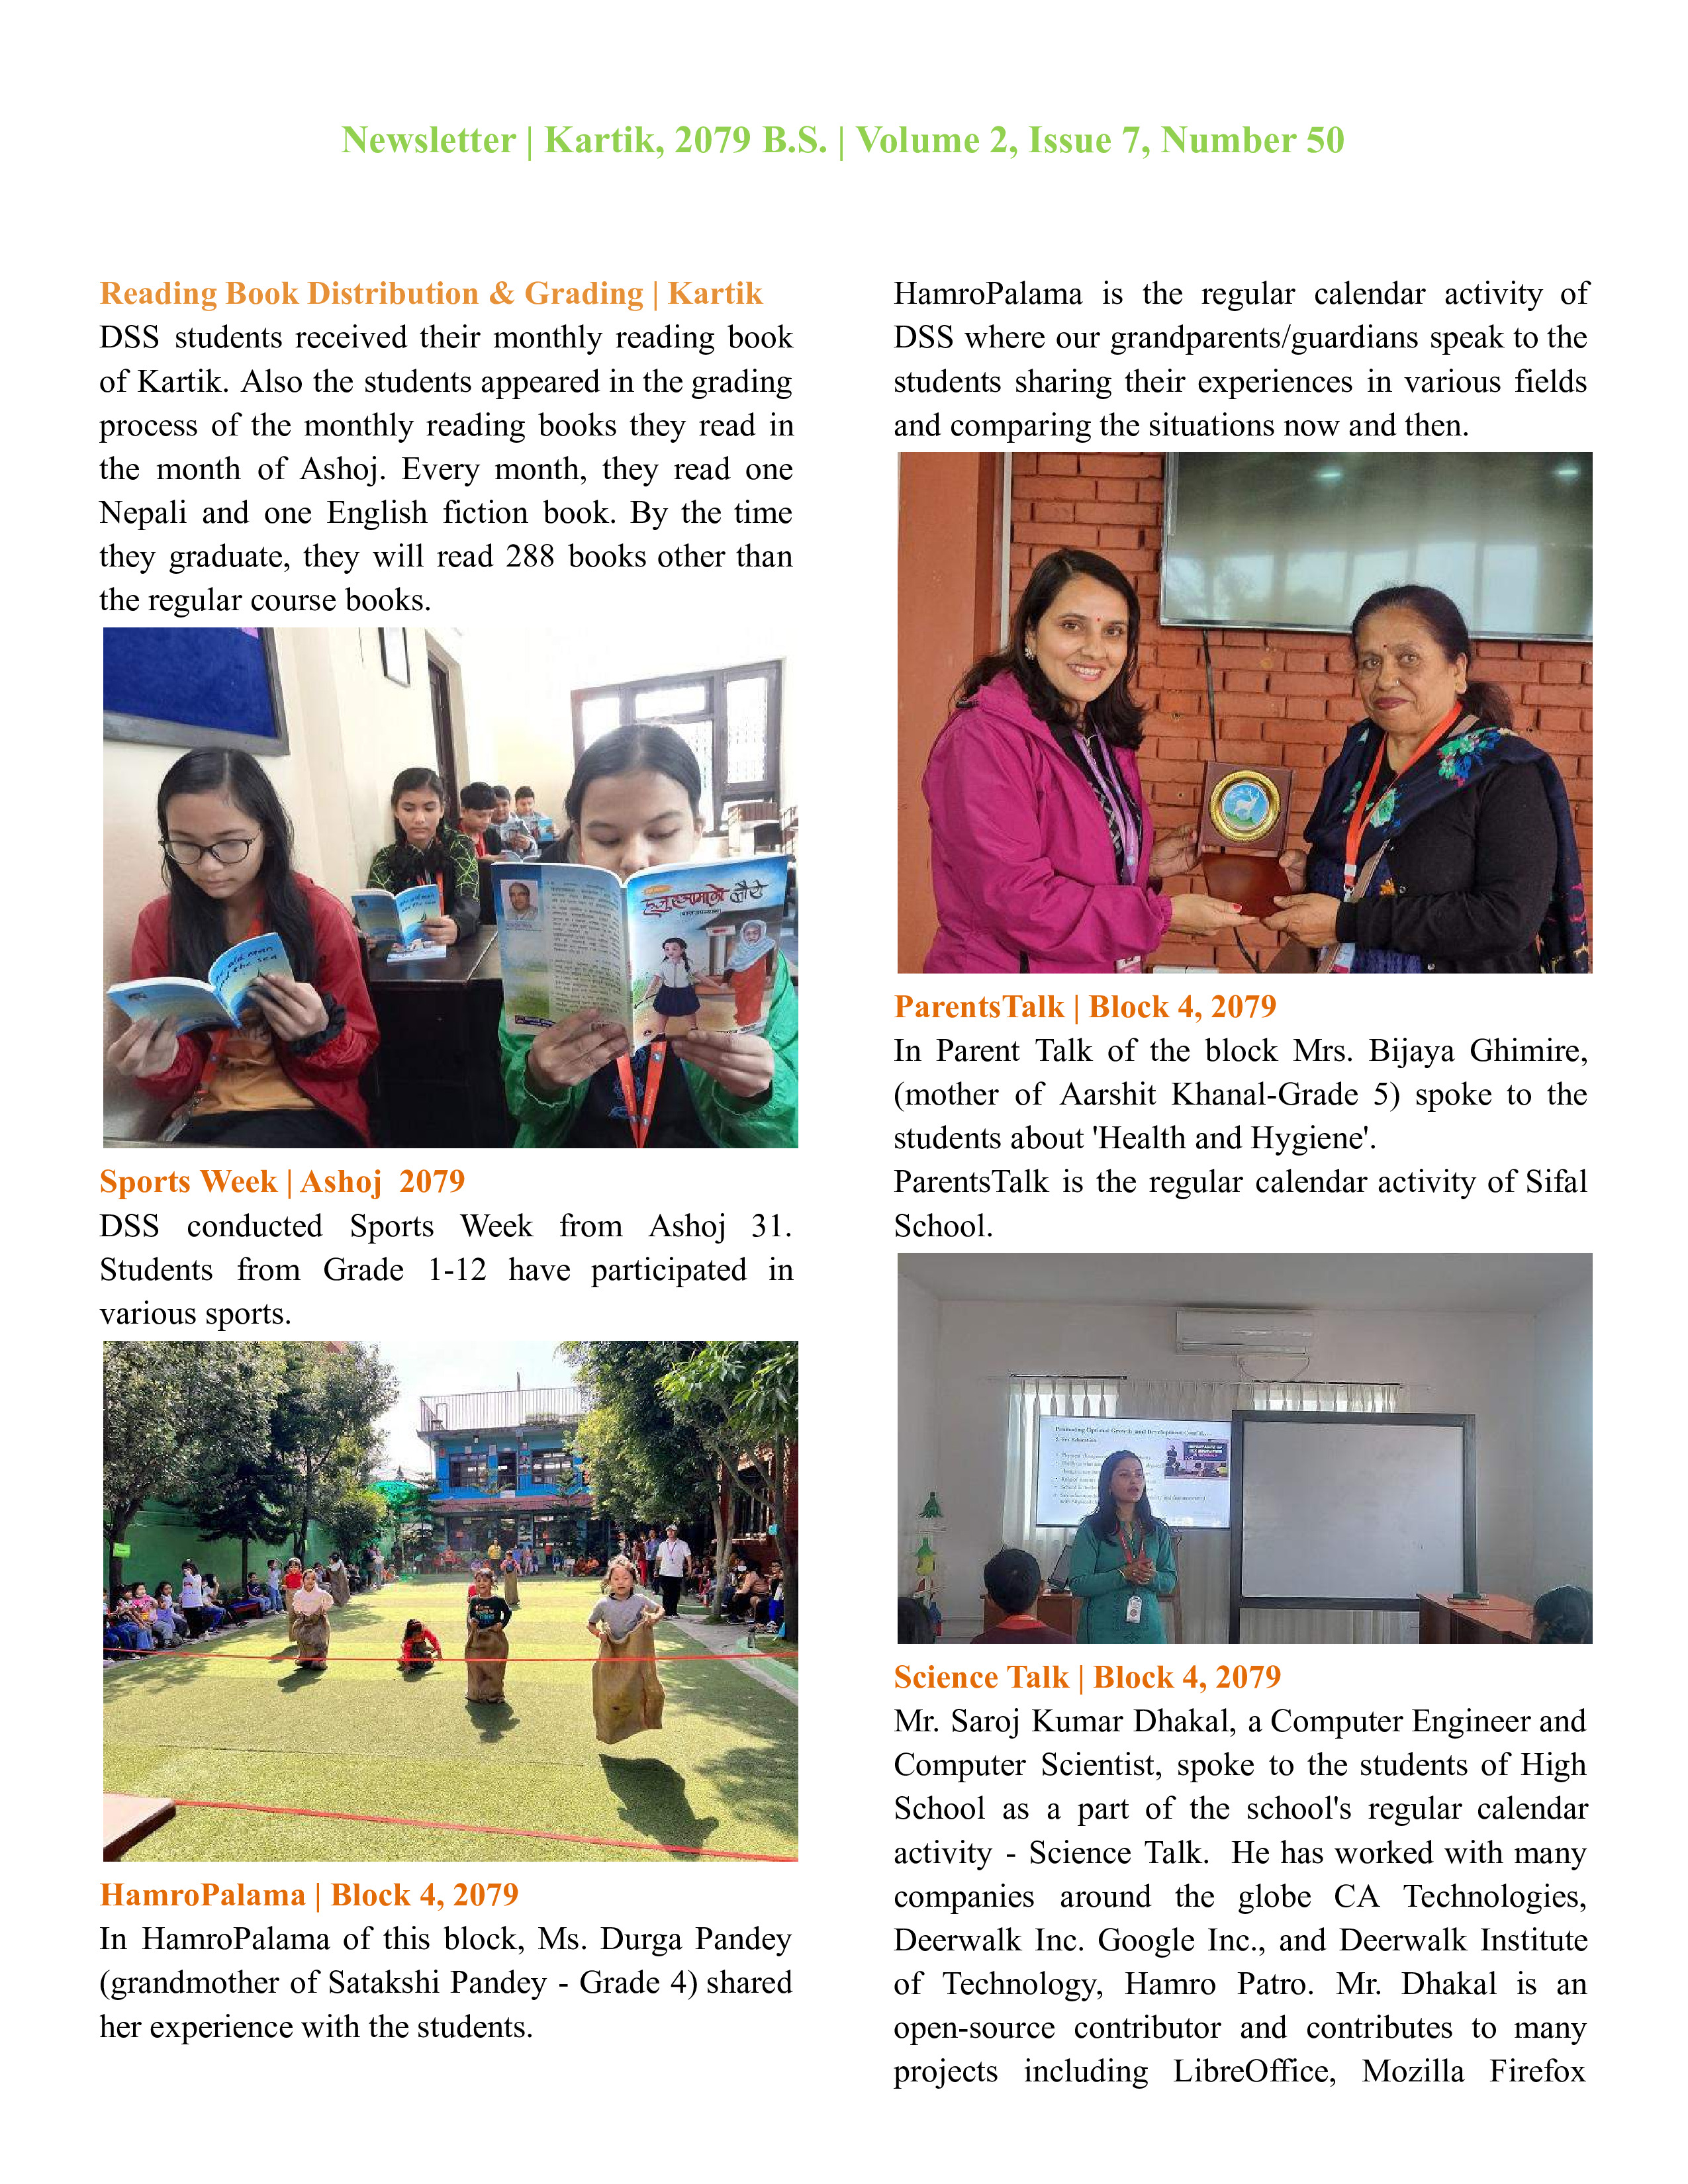 Newsletter | Kartik, 2079 B.S. | Volume 2, Issue 7, Number 50
Reading Book Distribution & Grading | Kartik
DSS students received their monthly reading book
of Kartik. Also the students appeared in the grading
process of the monthly reading books they read in
the month of Ashoj. Every month, they read one
Nepali and one English fiction book. By the time
they graduate, they will read 288 books other than
the regular course books.
old man
and the sea
Sports Week | Ashoj  2079
DSS conducted Sports Week from Ashoj 31.
Students from Grade 1-12 have participated in
various sports.
HamroPalama | Block 4, 2079
In HamroPalama of this block, Ms. Durga Pandey
(grandmother of Satakshi Pandey - Grade 4) shared
her experience with the students.
HamroPalama is the regular calendar activity of
DSS where our grandparents/guardians speak to the
students sharing their experiences in various fields
and comparing the situations now and then.
ParentsTalk | Block 4, 2079
In Parent Talk of the block Mrs. Bijaya Ghimire,
(mother of Aarshit Khanal-Grade 5) spoke to the
students about 'Health and Hygiene'.
ParentsTalk is the regular calendar activity of Sifal
School.
Promoting Optimal Growth and Development
Science Talk | Block 4, 2079
Mr. Saroj Kumar Dhakal, a Computer Engineer and
Computer Scientist, spoke to the students of High
School as a part of the school's regular calendar
activity - Science Talk.  He has worked with many
companies around the globe CA Technologies,
Deerwalk Inc. Google Inc., and Deerwalk Institute
of Technology, Hamro Patro. Mr. Dhakal is an
open-source contributor and contributes to many
projects including LibreOffice, Mozilla Firefox